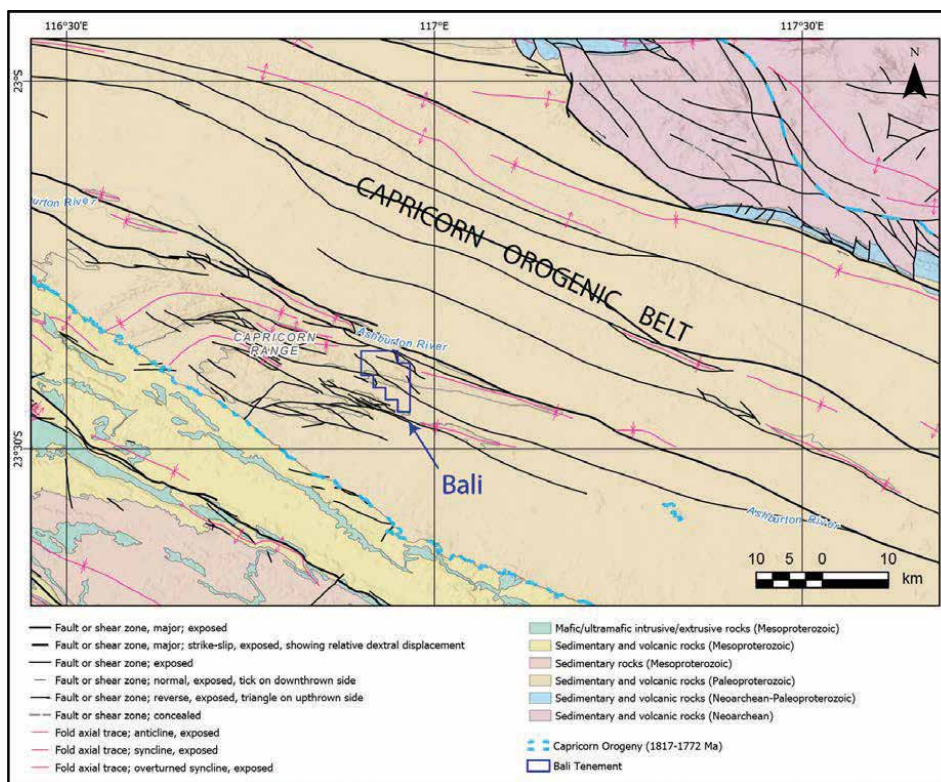 116°30'E 117°E 117°30'E
23°S
N
CAPRICORN OROGENIC BELT
urton River
CAPRICORN
RANGE
Ashburton River
23°30'S
Bali
Ashburton River
10 5 0 10
km
Fault or shear zone, major; exposed
Fault or shear zone, major; strike-slip, exposed, showing relative dextral displacement
Fault or shear zone; exposed
Fault or shear zone; normal, exposed, tick on downthrown side
Fault or shear zone; reverse, exposed, triangle on upthrown side
Fault or shear zone; concealed
Fold axial trace; anticline, exposed
Fold axial trace; syncline, exposed
Fold axial trace; overturned syncline, exposed
Mafic/ultramafic intrusive/extrusive rocks (Mesoproterozoic)
Sedimentary and volcanic rocks (Mesoproterozoic)
Sedimentary rocks (Mesoproterozoic)
Sedimentary and volcanic rocks (Paleoproterozoic)
Sedimentary and volcanic rocks (Neoarchean-Paleoproterozoic)
Sedimentary and volcanic rocks (Neoarchean)
Capricorn Orogeny (1817-1772 Ma)
Bali Tenement